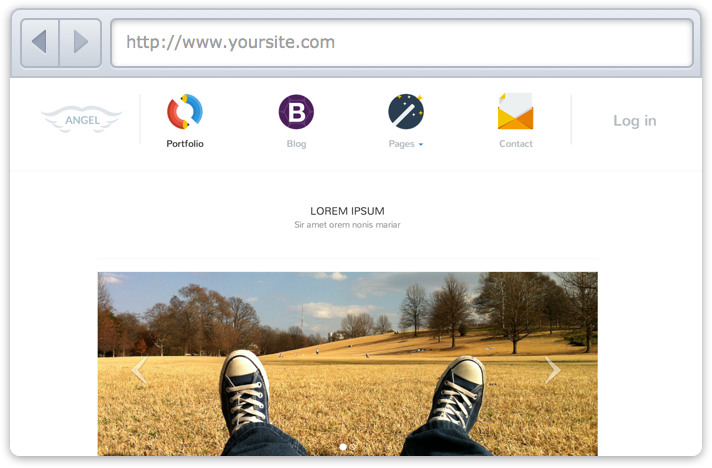 http://www.yoursite.com
ANGEL
B
Portfolio
Blog
Pages
Contact
Log in
LOREM IPSUM
Sir amet orem nonis mariar